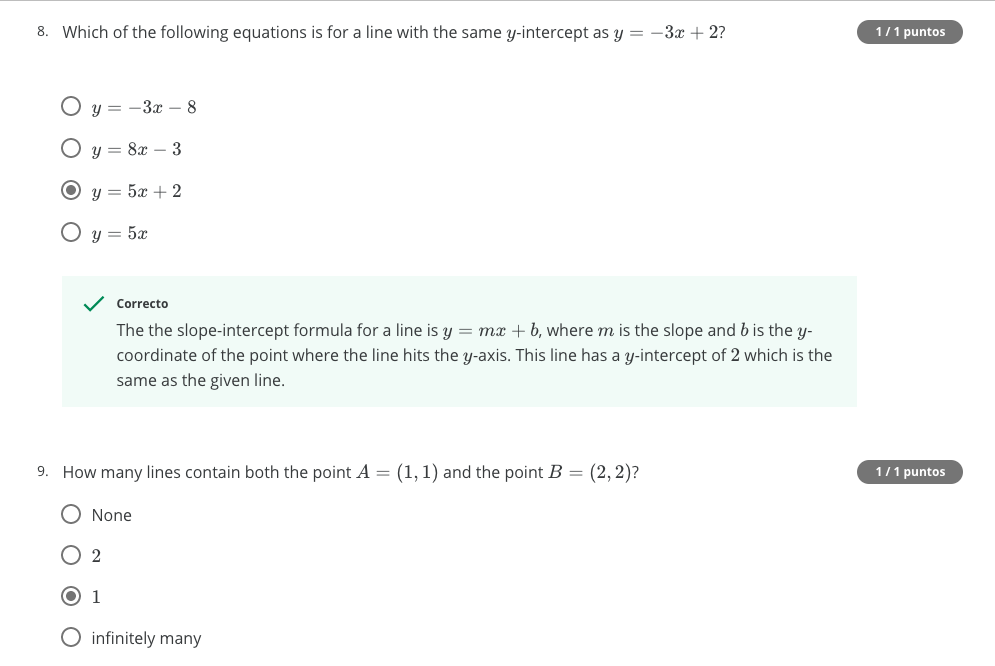 8. Which of the following equations is for a line with the same y-intercept as y = −3x + 2?
1 / 1 puntos
y = −3x − 8
y = 8x − 3
y = 5x + 2
y = 5x
Correcto
The the slope-intercept formula for a line is y = mx + b, where m is the slope and b is the y-
coordinate of the point where the line hits the y-axis. This line has a y-intercept of 2 which is the
same as the given line.
9. How many lines contain both the point A = (1, 1) and the point B = (2, 2)?
1 / 1 puntos
None
2
1
infinitely many